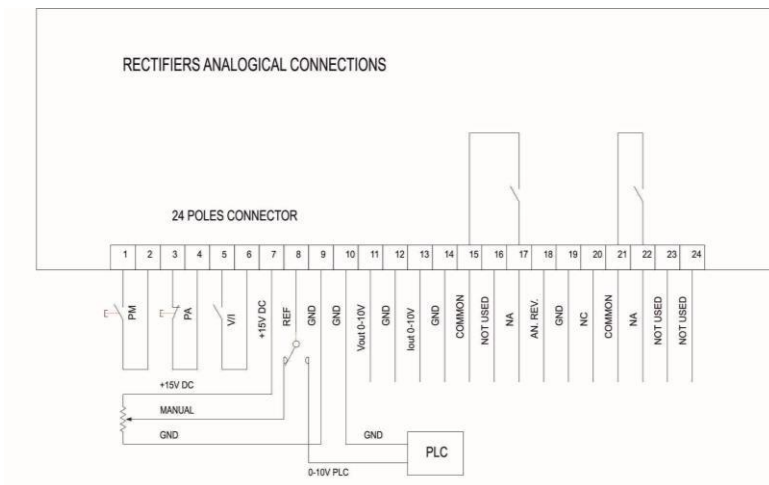 RECTIFIERS ANALOGICAL CONNECTIONS
24 POLES CONNECTOR
1 2 3 4 5 6 7 8 9 10 11 12 13 14 15 16 17 18 19 20 21 22 23 24
PM
PA
V/I
+15V DC
REF
GND
GND
Vout 0-10V
GND
Iout 0-10V
GND
COMMON
NOT USED
NA
AN. REV.
GND
NC
COMMON
NA
NOT USED
NOT USED
+15V DC
MANUAL
GND
GND
PLC
0-10V PLC